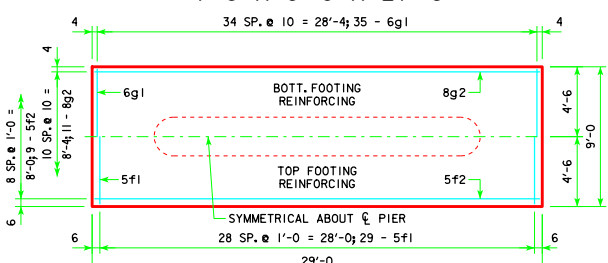 4
34 SP. @ 10 = 28'-4; 35 - 6g1
4
4
6g1
BOTT. FOOTING
REINFORCING
8g2
4'-6
9'-0
8 SP. @ 1'-0 =
8'-0; 9 - 5f2
10 SP. @ 10 =
8'-4; 11 - 8g2
5f1
TOP FOOTING
REINFORCING
5f2
4'-6
6
SYMMETRICAL ABOUT ℄ PIER
6
28 SP. @ 1'-0 = 28'-0; 29 - 5f1
6
29'-0